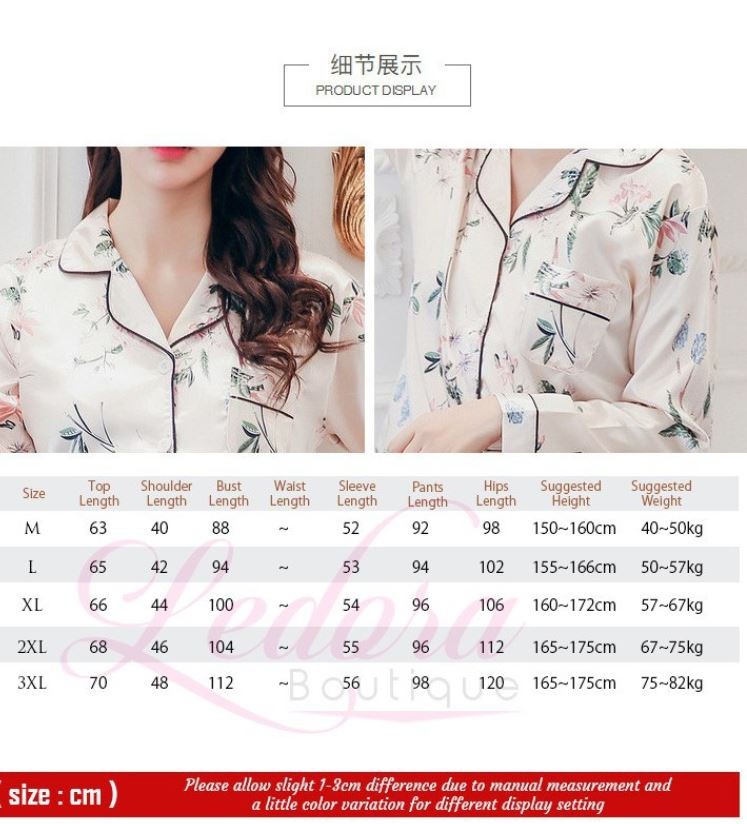 细节展示
PRODUCT DISPLAY
Size Top Length Shoulder Length Bust Length Waist Length Sleeve Length Pants Length Hips Length Suggested Height Suggested Weight
M 63 40 88 ~ 52 92 98 150~160cm 40~50kg
L 65 42 94 ~ 53 94 102 155~166cm 50~57kg
XL 66 44 100 ~ 54 96 106 160~172cm 57~67kg
2XL 68 46 104 ~ 55 96 112 165~175cm 67~75kg
3XL 70 48 112 ~ 56 98 120 165~175cm 75~82kg
Ledora
Boutique
( size : cm )
Please allow slight 1-3cm difference due to manual measurement and
a little color variation for different display setting